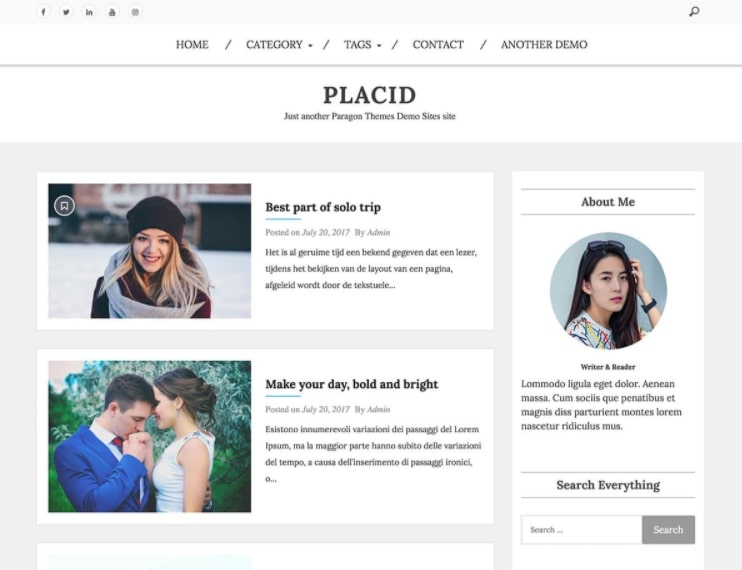 HOME / CATEGORY / TAGS / CONTACT / ANOTHER DEMO
PLACID
Just another Paragon Themes Demo Sites site
Best part of solo trip
Posted on July 20, 2017 By Admin
Het is al geruime tijd een bekend gegeven dat een lezer,
tijdens het bekijken van de layout van een pagina,
afgeleid wordt door de tekstuele...
Make your day, bold and bright
Posted on July 20, 2017 By Admin
Esistono innumerevoli variazioni dei passaggi del Lorem
Ipsum, ma la maggior parte hanno subito delle variazioni
del tempo, a causa dell'inserimento di passaggi ironici,
o...
About Me
Writer & Reader
Lommodo ligula eget dolor. Aenean
massa. Cum sociis que penatibus et
magnis diss parturient montes lorem
nascetur ridiculus mus.
Search Everything
Search ...
Search